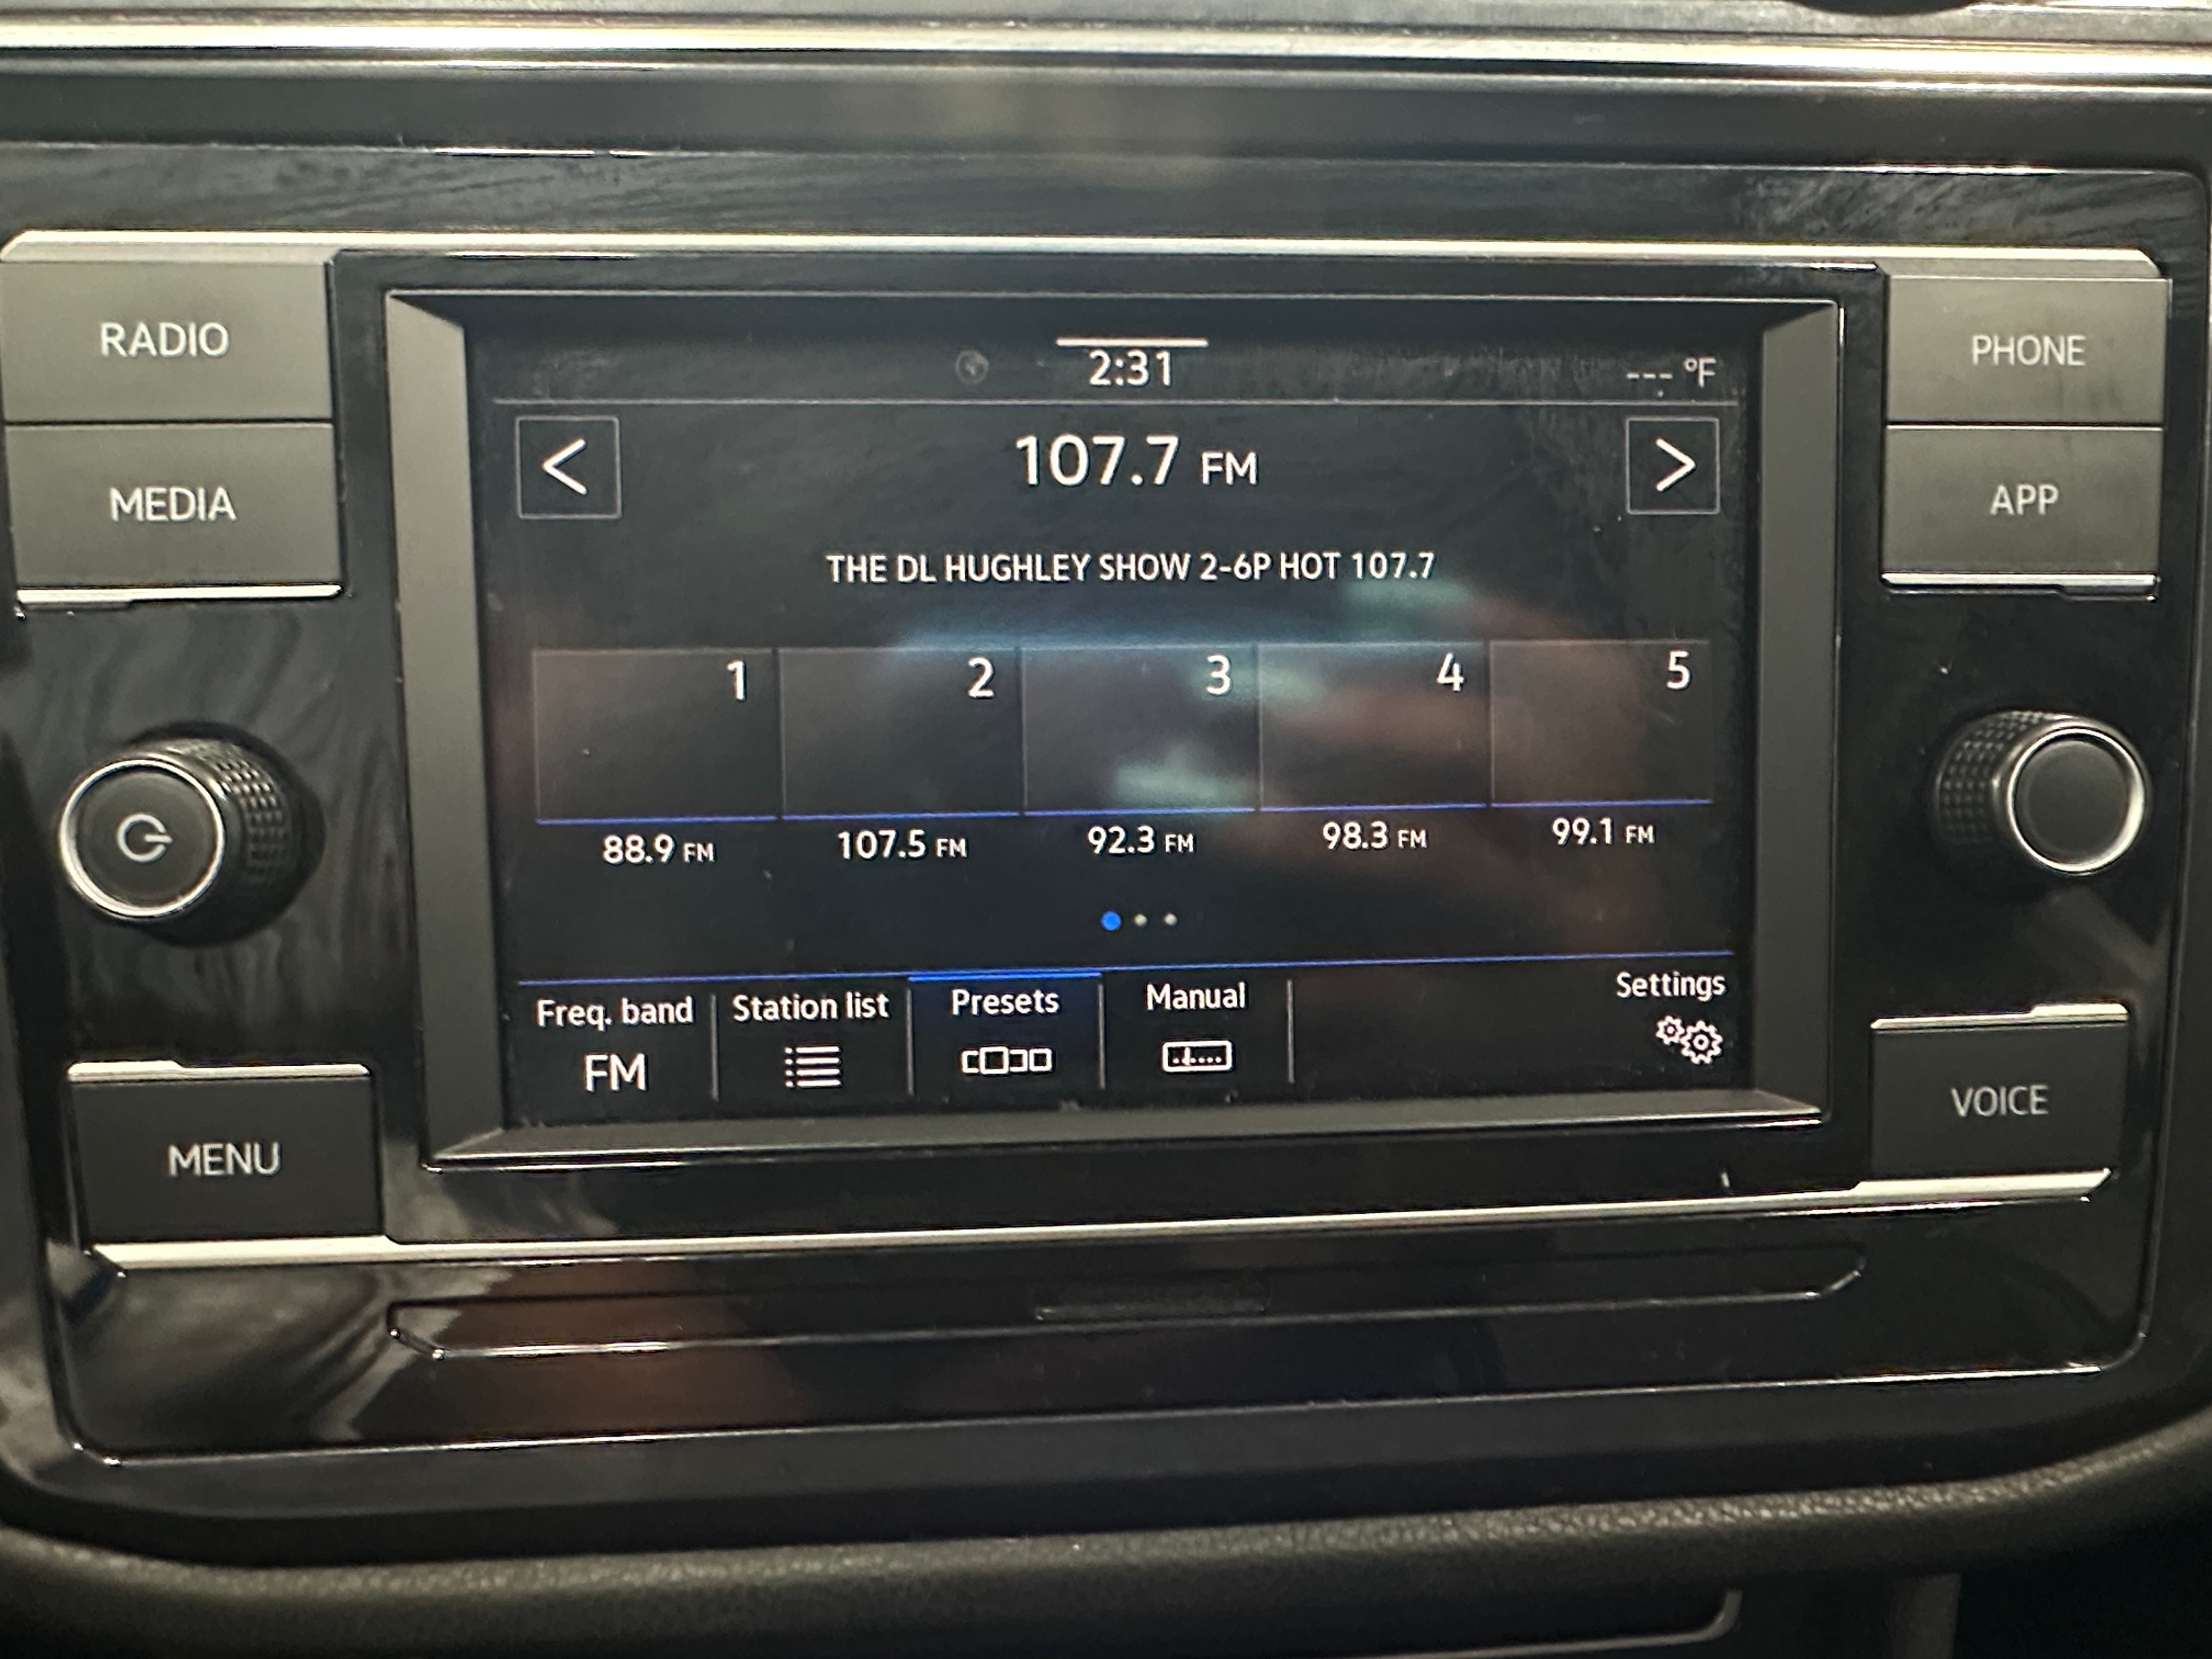 RADIO
MEDIA
MENU
2:31
--- °F
107.7 FM
THE DL HUGHLEY SHOW 2-6P HOT 107.7
1 2 3 4 5
88.9 FM 107.5 FM 92.3 FM 98.3 FM 99.1 FM
Freq. band Station list Presets Manual Settings
FM
PHONE
APP
VOICE